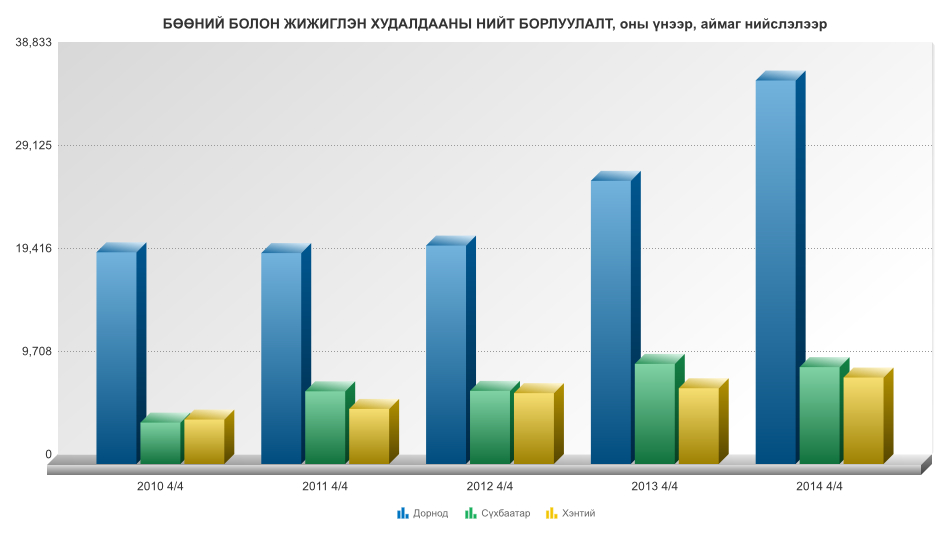 БӨӨНИЙ БОЛОН ЖИЖИГЛЭН ХУДАЛДААНЫ НИЙТ БОРЛУУЛАЛТ, оны үнээр, аймаг нийслэлээр
38,833
29,125
19,416
9,708
0
2010 4/4 2011 4/4 2012 4/4 2013 4/4 2014 4/4
Дорнод Сүхбаатар Хэнтий